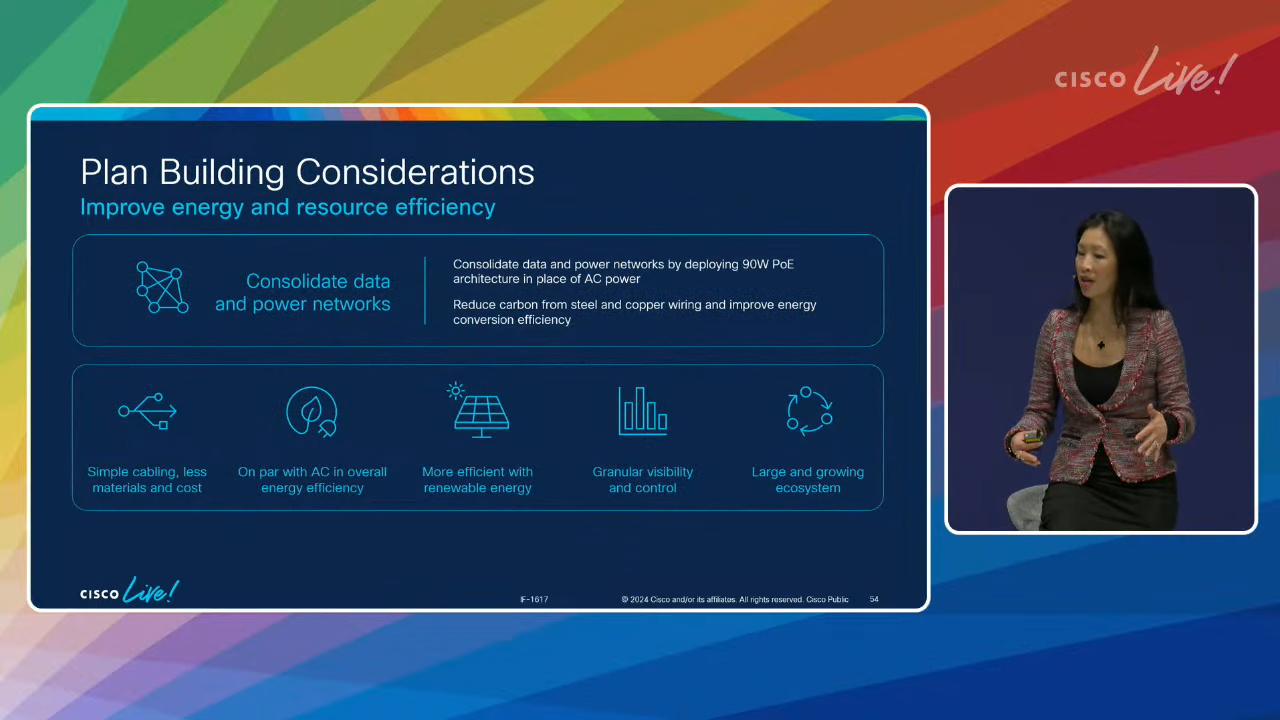 CISCO Live!
Plan Building Considerations
Improve energy and resource efficiency
Consolidate data
and power networks
Consolidate data and power networks by deploying 90W PoE
architecture in place of AC power
Reduce carbon from steel and copper wiring and improve energy
conversion efficiency
Simple cabling, less
materials and cost
On par with AC in overall
energy efficiency
More efficient with
renewable energy
Granular visibility
and control
Large and growing
ecosystem
CISCO Live!
IF-1617
© 2024 Cisco and/or its affiliates. All rights reserved. Cisco Public
54